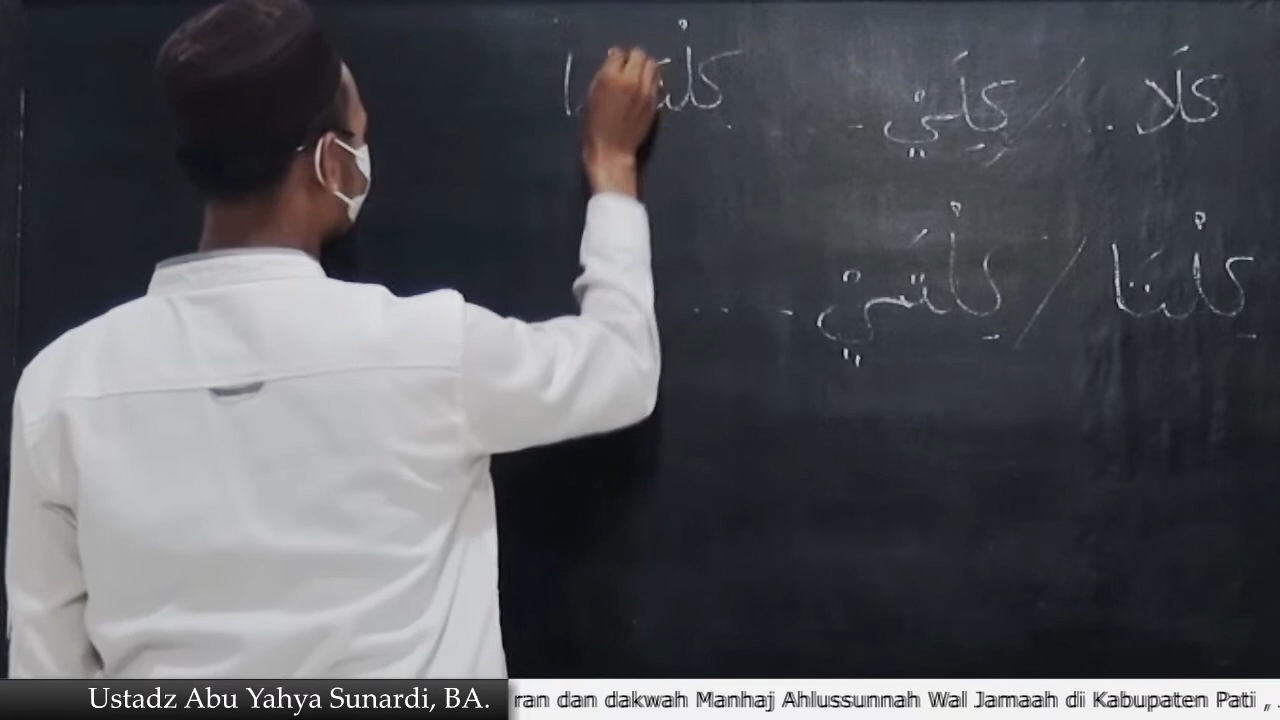 كِلَا ... / كِلَيْ ...
كِلْتَا / كِلْتَيْ ...
Ustadz Abu Yahya Sunardi, BA.
ran dan dakwah Manhaj Ahlussunnah Wal Jamaah di Kabupaten Pati „